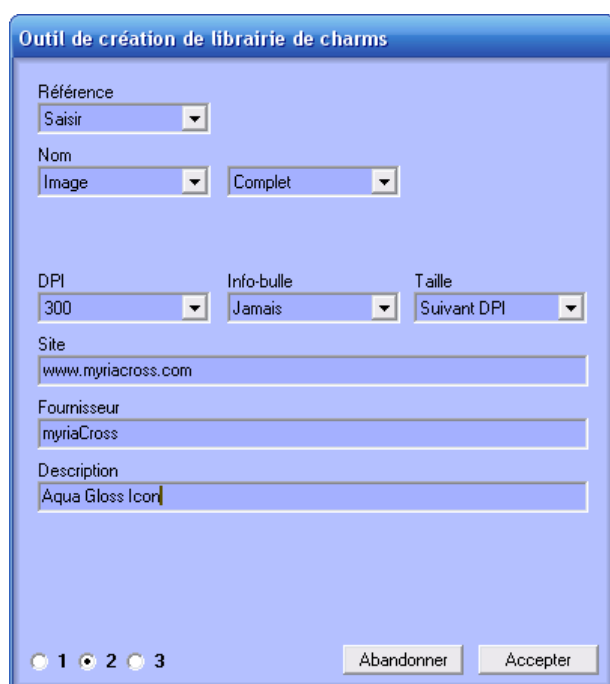 Outil de création de librairie de charms
Référence
Saisir
Nom
Image Complet
DPI Info-bulle Taille
300 Jamais Suivant DPI
Site
www.myriacross.com
Fournisseur
myriaCross
Description
Aqua Gloss Icon
1 2 3 Abandonner Accepter